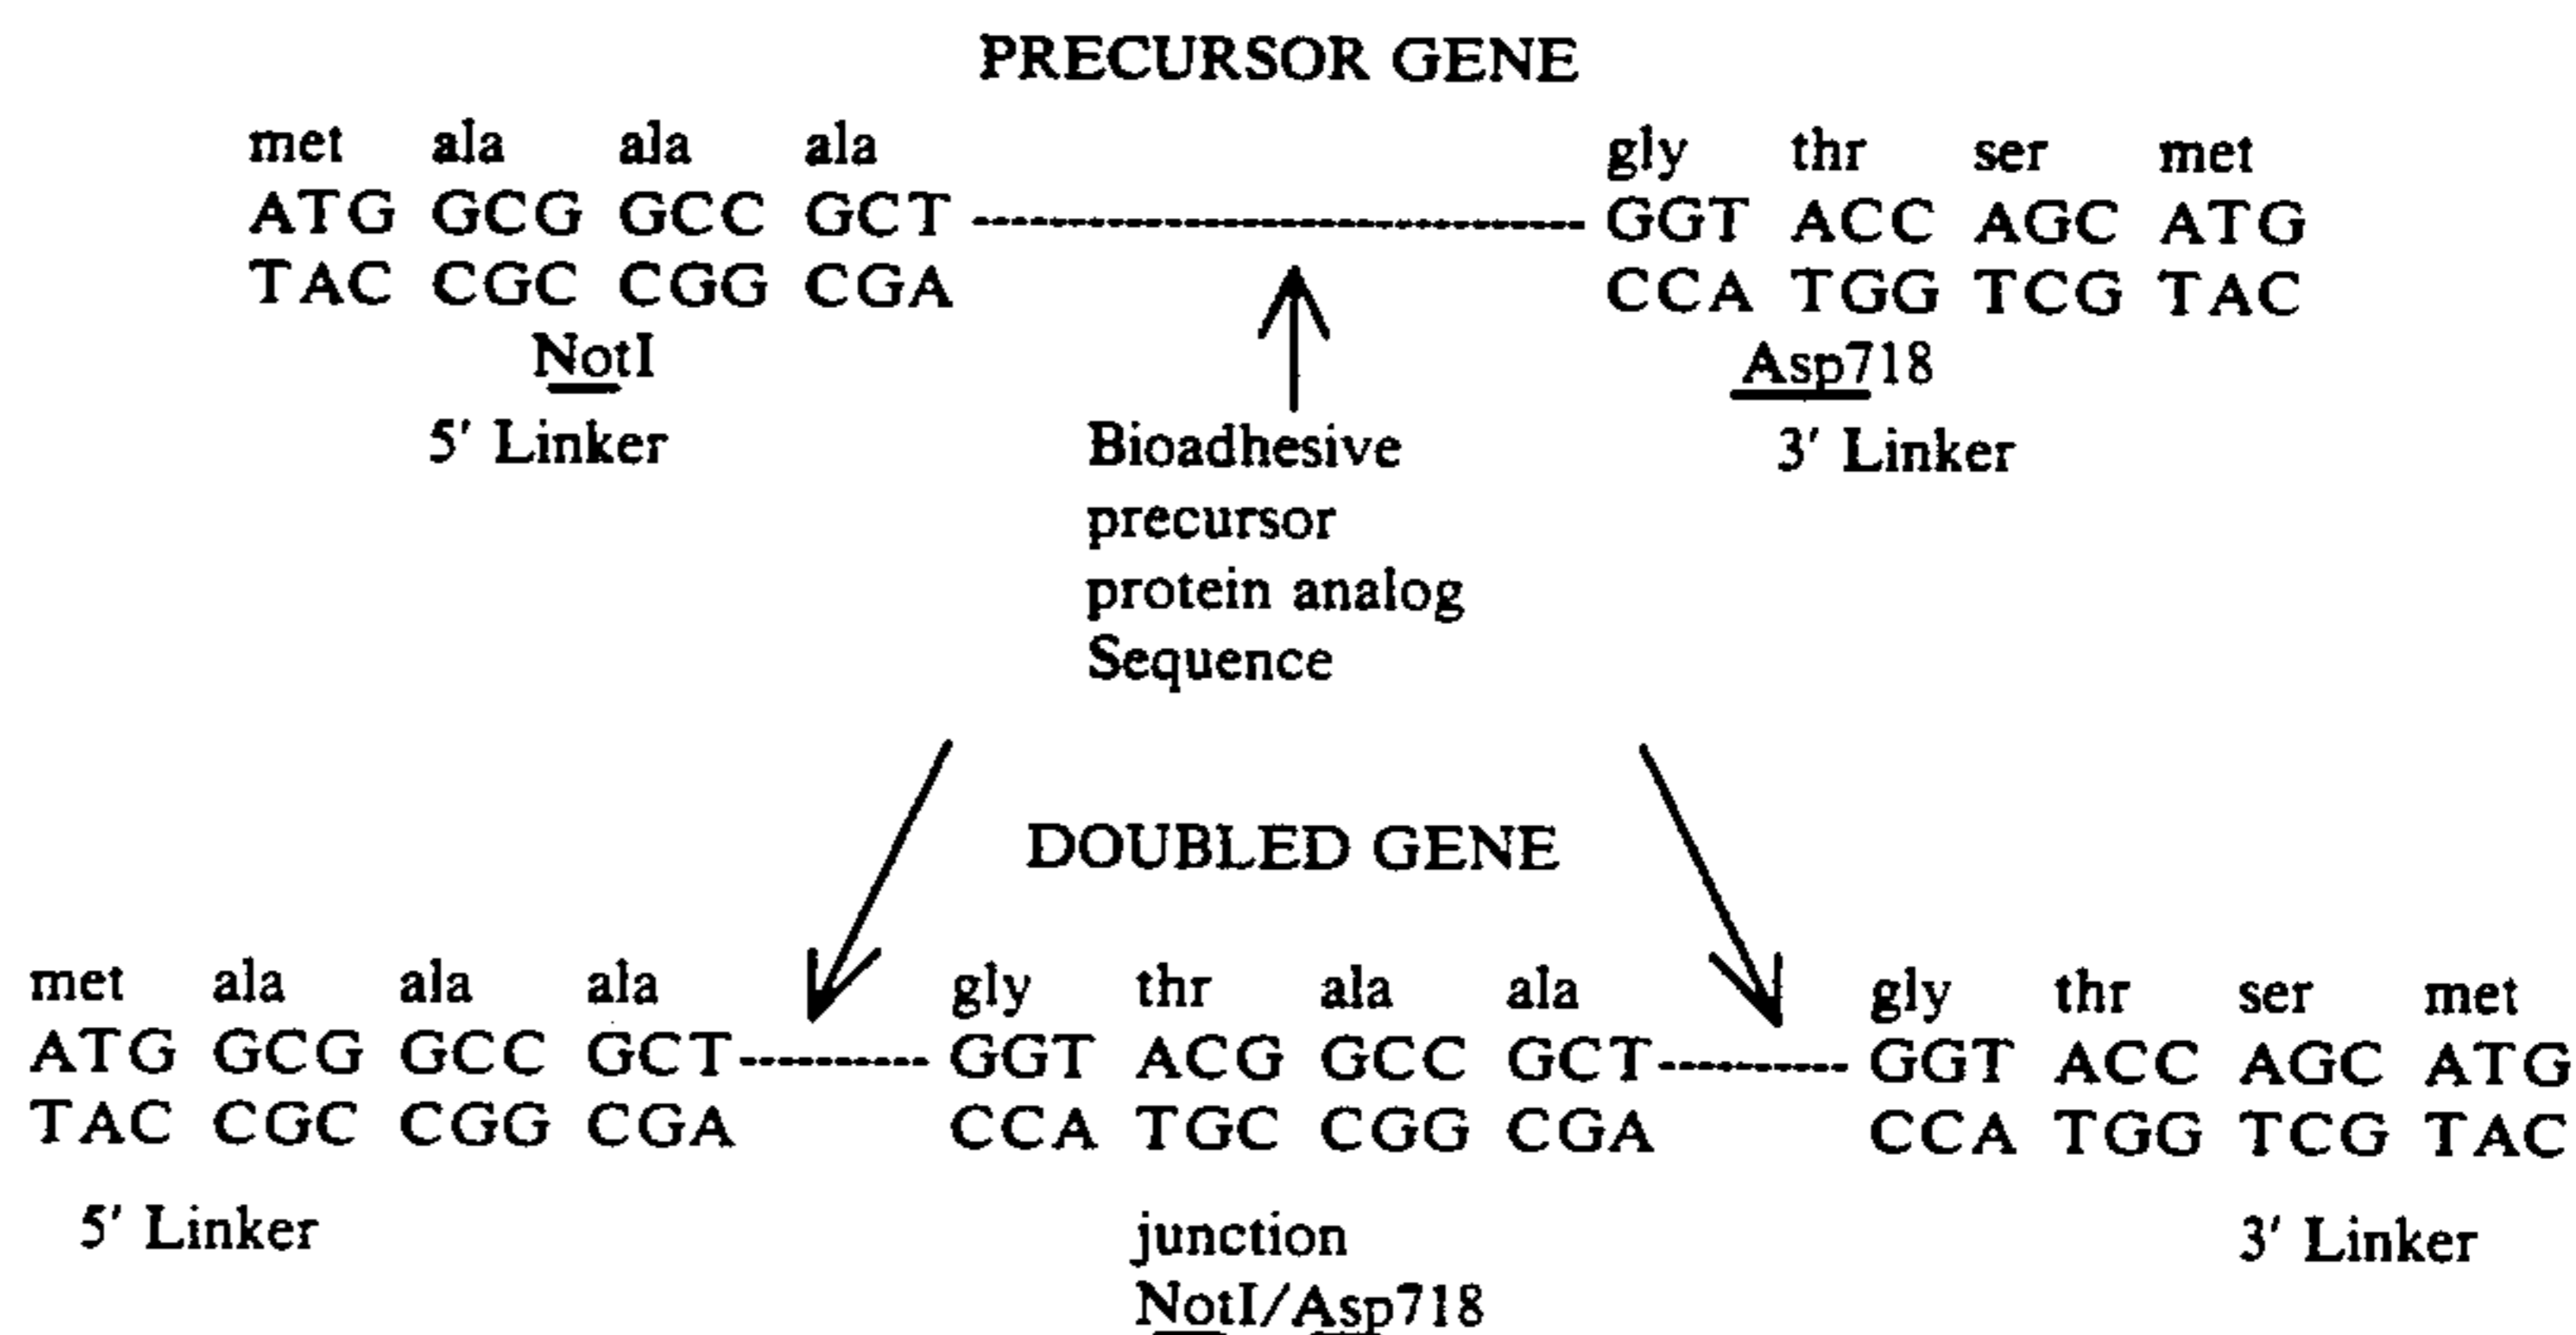 PRECURSOR GENE
met ala ala ala gly thr ser met
ATG GCG GCC GCT ---------- GGT ACC AGC ATG
TAC CGC CGG CGA CCA TGG TCG TAC
NotI Asp718
5' Linker 3' Linker
Bioadhesive
precursor
protein analog
Sequence
DOUBLED GENE
met ala ala ala gly thr ala ala gly thr ser met
ATG GCG GCC GCT---------- GGT ACG GCC GCT---------- GGT ACC AGC ATG
TAC CGC CGG CGA CCA TGC CGG CGA CCA TGG TCG TAC
5' Linker 3' Linker
junction
NotI/Asp718